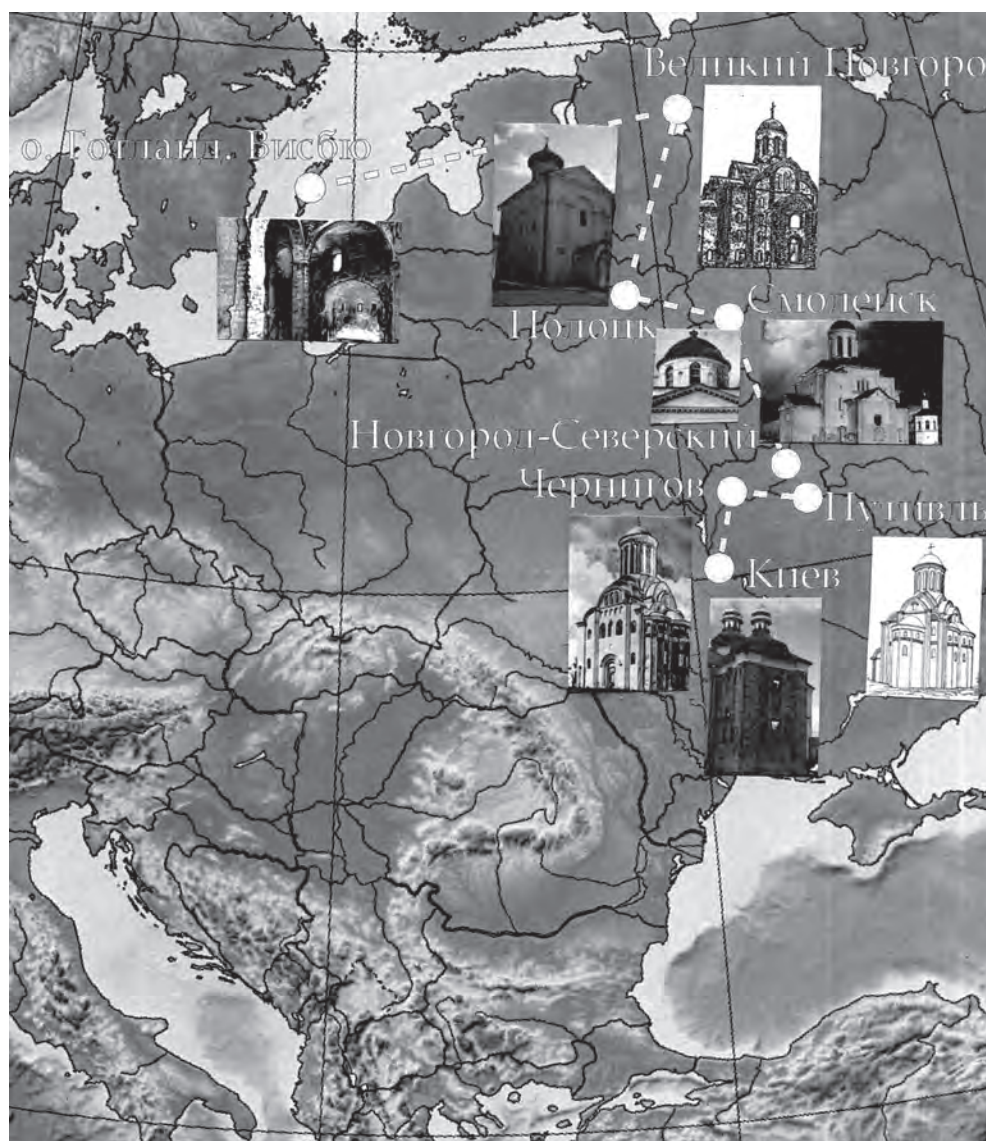 Великий Новгоро
о. Готланд. Висбю
Смоленск
Полоцк
Новгород-Северский
Чернигов
Путивль
Киев